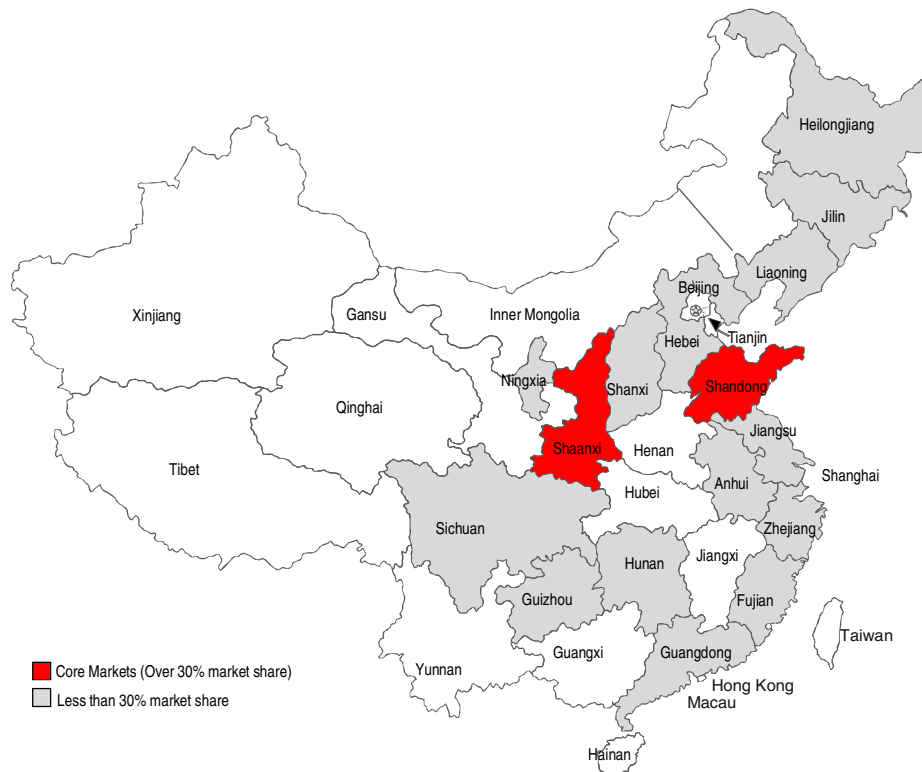 Heilongjiang
Jilin
Liaoning
Beijing
Xinjiang
Gansu
Inner Mongolia
Tianjin
Hebei
Ningxia
Shanxi
Shandong
Qinghai
Jiangsu
Shaanxi
Henan
Tibet
Shanghai
Anhui
Hubei
Sichuan
Zhejiang
Jiangxi
Hunan
Guizhou
Fujian
Taiwan
Guangxi
Guangdong
Core Markets (Over 30% market share)
Yunnan
Hong Kong
Less than 30% market share
Macau
Hainan